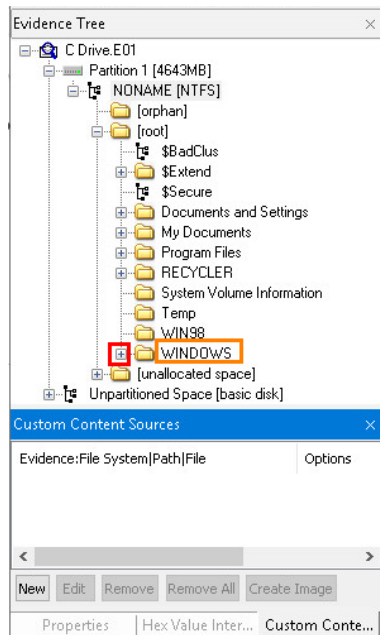 Evidence Tree
C Drive.E01
Partition 1 [4643MB]
NONAME [NTFS]
[orphan]
[root]
$BadClus
$Extend
$Secure
Documents and Settings
My Documents
Program Files
RECYCLER
System Volume Information
Temp
WIN98
WINDOWS
[unallocated space]
Unpartitioned Space [basic disk]
Custom Content Sources
Evidence:File System|Path|File Options
New Edit Remove Remove All Create Image
Properties Hex Value Inter... Custom Conte...